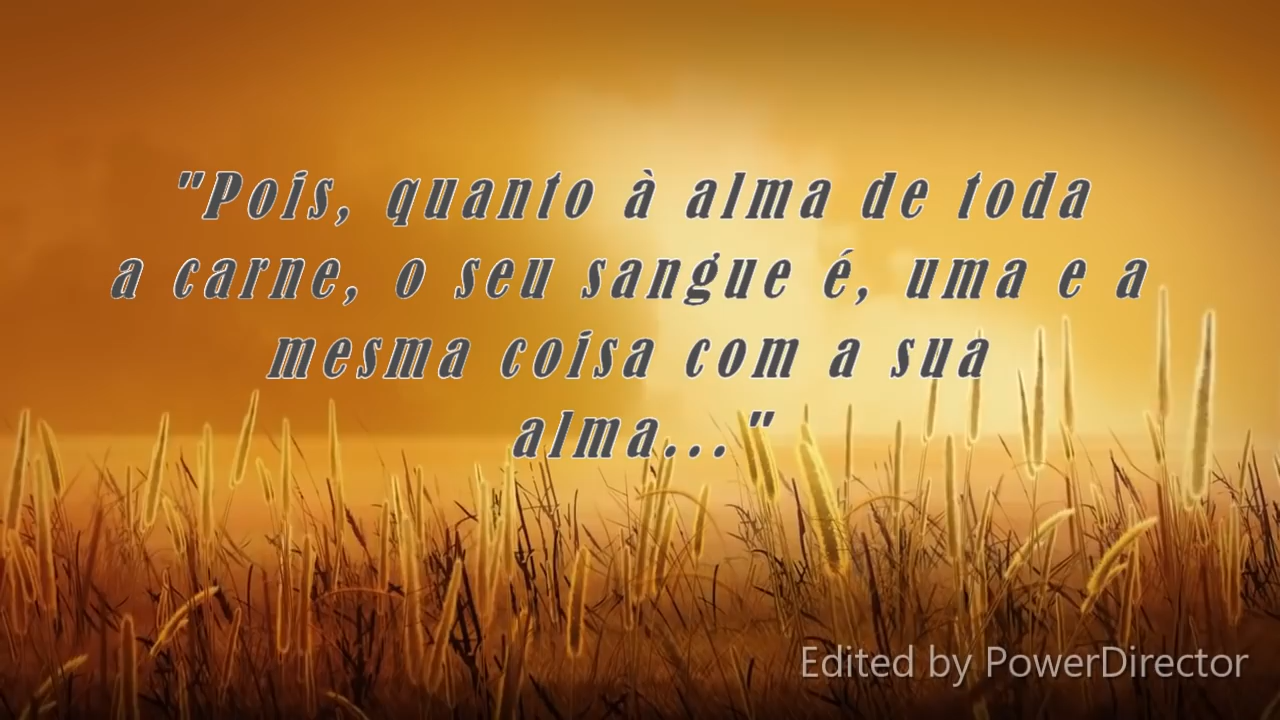 "Pois, quanto à alma de toda
a carne, o seu sangue é, uma e a
mesma coisa com a sua
alma..."
Edited by PowerDirector